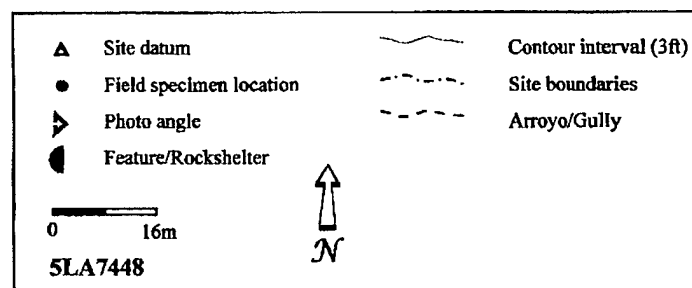 Site datum
Field specimen location
Photo angle
Feature/Rockshelter
Contour interval (3ft)
Site boundaries
Arroyo/Gully
0 16m
N
5LA7448